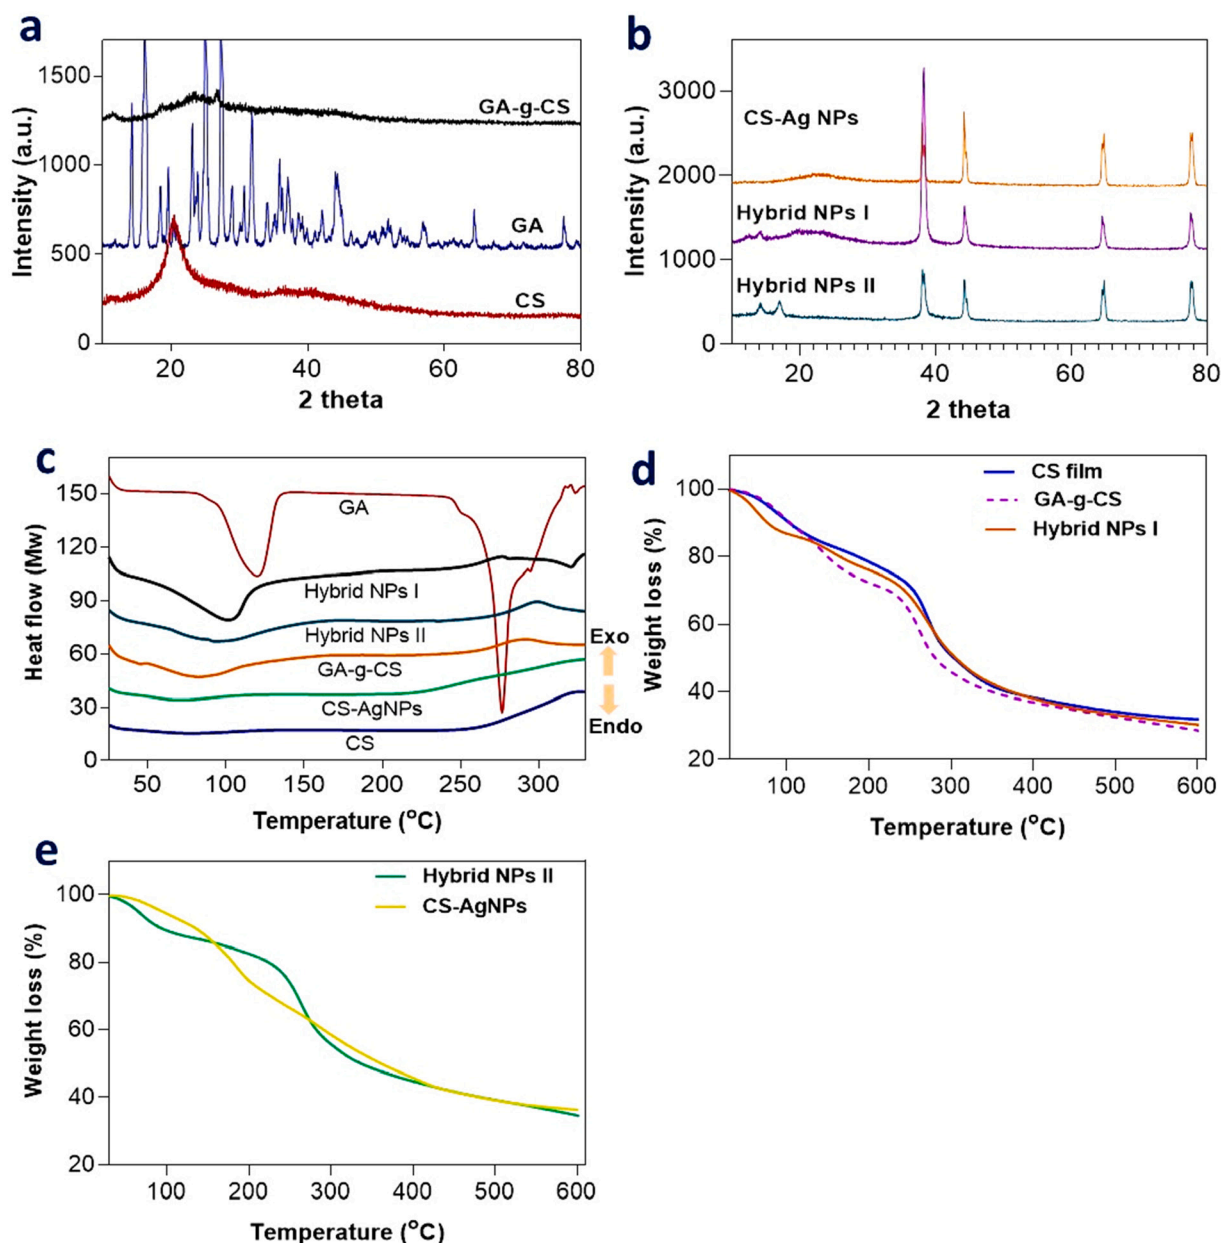 a
1500
1000
500
0
Intensity (a.u.)
GA-g-CS
GA
CS
20 40 60 80
2 theta
b
3000
2000
1000
0
Intensity (a.u.)
CS-Ag NPs
Hybrid NPs I
Hybrid NPs II
20 40 60 80
2 theta
c
150
120
90
60
30
0
Heat flow (Mw)
GA
Hybrid NPs I
Hybrid NPs II
GA-g-CS
CS-AgNPs
CS
Exo
Endo
50 100 150 200 250 300
Temperature (°C)
d
100
80
60
40
20
Weight loss (%)
CS film
GA-g-CS
Hybrid NPs I
100 200 300 400 500 600
Temperature (°C)
e
100
80
60
40
20
Weight loss (%)
Hybrid NPs II
CS-AgNPs
100 200 300 400 500 600
Temperature (°C)